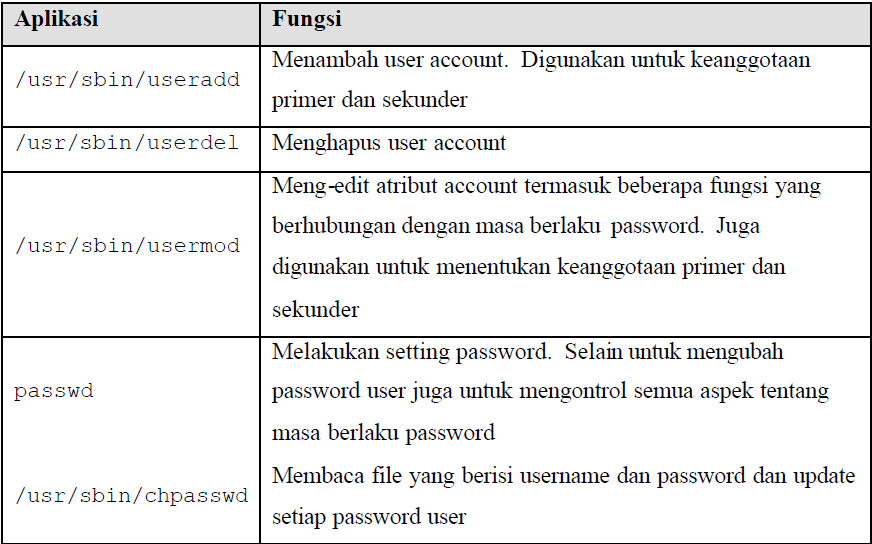 Aplikasi Fungsi
/usr/sbin/useradd
Menambah user account. Digunakan untuk keanggotaan
primer dan sekunder
/usr/sbin/userdel Menghapus user account
/usr/sbin/usermod
Meng-edit atribut account termasuk beberapa fungsi yang
berhubungan dengan masa berlaku password. Juga
digunakan untuk menentukan keanggotaan primer dan
sekunder
passwd
Melakukan setting password. Selain untuk mengubah
password user juga untuk mengontrol semua aspek tentang
masa berlaku password
/usr/sbin/chpasswd
Membaca file yang berisi username dan password dan update
setiap password user